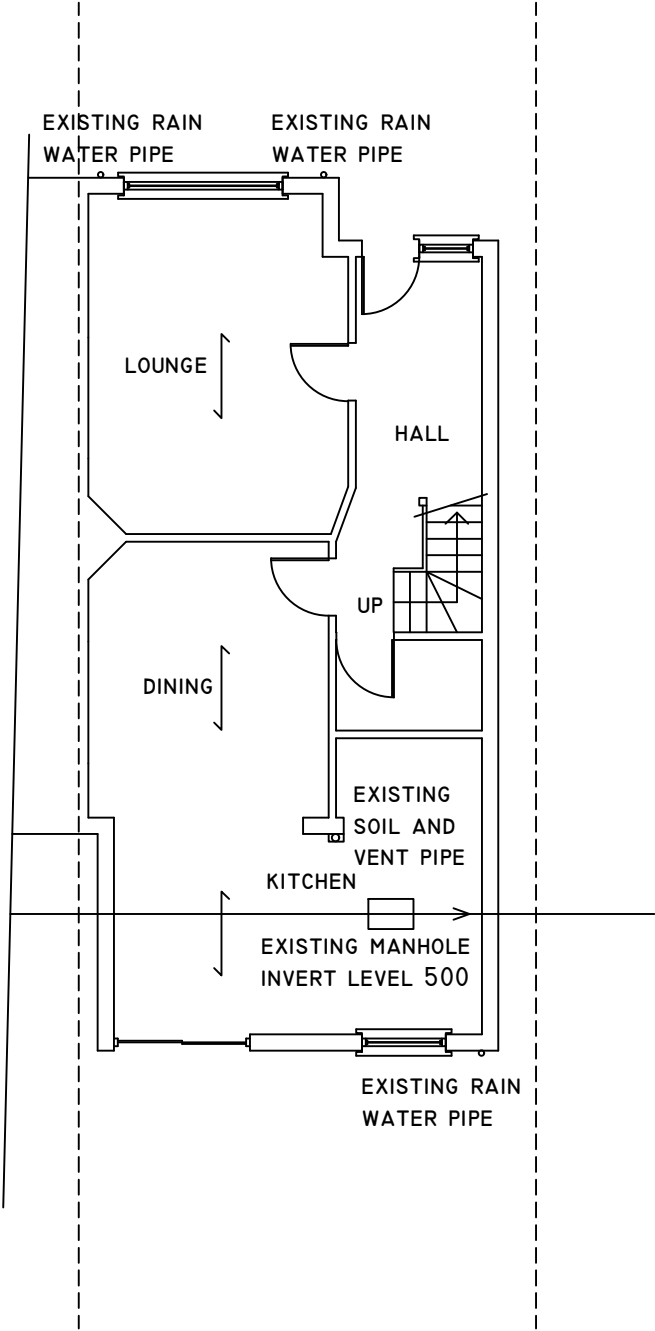 EXISTING RAIN
WATER PIPE
EXISTING RAIN
WATER PIPE
LOUNGE
HALL
UP
DINING
EXISTING
SOIL AND
VENT PIPE
KITCHEN
EXISTING MANHOLE
INVERT LEVEL 500
EXISTING RAIN
WATER PIPE